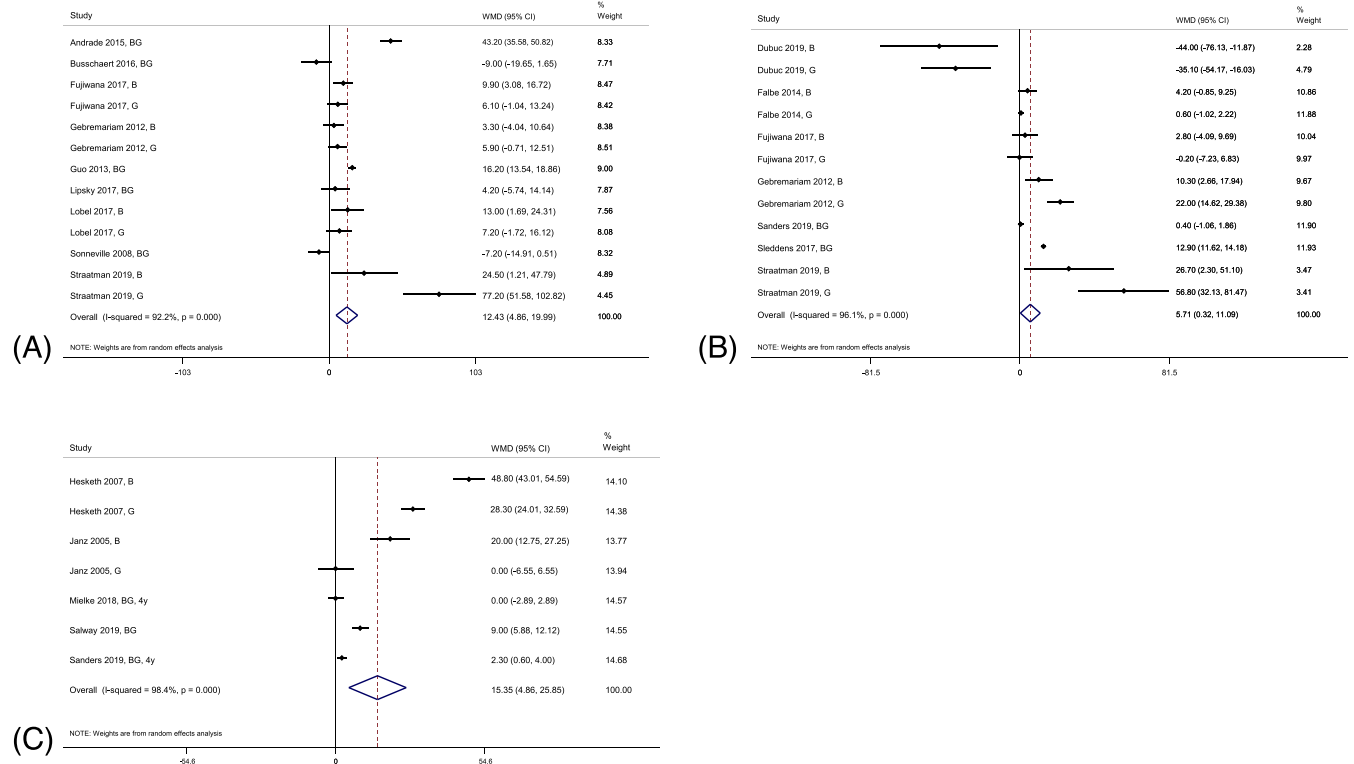 %
Study WMD (95% CI) Weight
Andrade 2015, BG 43.20 (35.58, 50.82) 8.33
Busschaert 2016, BG -9.00 (-19.65, 1.65) 7.71
Fujiwana 2017, B 9.90 (3.08, 16.72) 8.47
Fujiwana 2017, G 6.10 (-1.04, 13.24) 8.42
Gebremariam 2012, B 3.30 (-4.04, 10.64) 8.38
Gebremariam 2012, G 5.90 (-0.71, 12.51) 8.51
Guo 2013, BG 16.20 (13.54, 18.86) 9.00
Lipsky 2017, BG 4.20 (-5.74, 14.14) 7.87
Lobel 2017, B 13.00 (1.69, 24.31) 7.56
Lobel 2017, G 7.20 (-1.72, 16.12) 8.08
Sonneville 2008, BG -7.20 (-14.91, 0.51) 8.32
Straatman 2019, B 24.50 (1.21, 47.79) 4.89
Straatman 2019, G 77.20 (51.58, 102.82) 4.45
Overall (I-squared = 92.2%, p = 0.000) 12.43 (4.86, 19.99) 100.00
(A)
NOTE: Weights are from random effects analysis
-103 0 103
%
Study WMD (95% CI) Weight
Dubuc 2019, B -44.00 (-76.13, -11.87) 2.28
Dubuc 2019, G -35.10 (-54.17, -16.03) 4.79
Falbe 2014, B 4.20 (-0.85, 9.25) 10.86
Falbe 2014, G 0.60 (-1.02, 2.22) 11.88
Fujiwana 2017, B 2.80 (-4.09, 9.69) 10.04
Fujiwana 2017, G -0.20 (-7.23, 6.83) 9.97
Gebremariam 2012, B 10.30 (2.66, 17.94) 9.67
Gebremariam 2012, G 22.00 (14.62, 29.38) 9.80
Sanders 2019, BG 0.40 (-1.06, 1.86) 11.90
Sleddens 2017, BG 12.90 (11.62, 14.18) 11.93
Straatman 2019, B 26.70 (2.30, 51.10) 3.47
Straatman 2019, G 56.80 (32.13, 81.47) 3.41
Overall (I-squared = 96.1%, p = 0.000) 5.71 (0.32, 11.09) 100.00
(B)
NOTE: Weights are from random effects analysis
-81.5 0 81.5
%
Study WMD (95% CI) Weight
Hesketh 2007, B 48.80 (43.01, 54.59) 14.10
Hesketh 2007, G 28.30 (24.01, 32.59) 14.38
Janz 2005, B 20.00 (12.75, 27.25) 13.77
Janz 2005, G 0.00 (-6.55, 6.55) 13.94
Mielke 2018, BG, 4y 0.00 (-2.89, 2.89) 14.57
Salway 2019, BG 9.00 (5.88, 12.12) 14.55
Sanders 2019, BG, 4y 2.30 (0.60, 4.00) 14.68
Overall (I-squared = 98.4%, p = 0.000) 15.35 (4.86, 25.85) 100.00
NOTE: Weights are from random effects analysis
(C)
-54.6 0 54.6